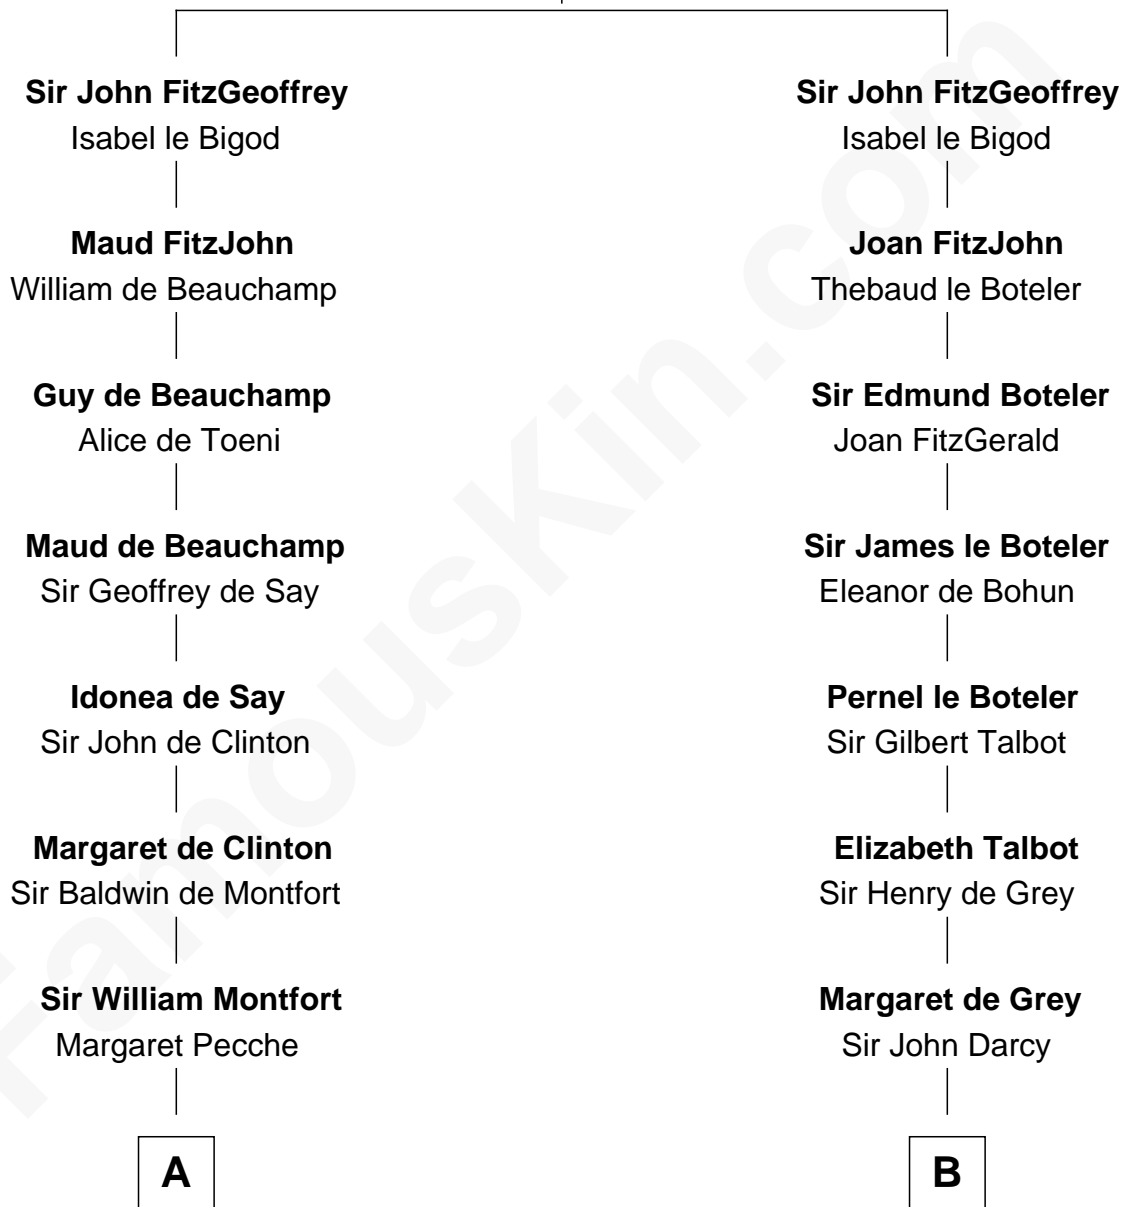 Sir John FitzGeoffrey
Isabel le Bigod
Maud FitzJohn
William de Beauchamp
Guy de Beauchamp
Alice de Toeni
Maud de Beauchamp
Sir Geoffrey de Say
Idonea de Say
Sir John de Clinton
Margaret de Clinton
Sir Baldwin de Montfort
Sir William Montfort
Margaret Pecche
A
Sir John FitzGeoffrey
Isabel le Bigod
Joan FitzJohn
Thebaud le Boteler
Sir Edmund Boteler
Joan FitzGerald
Sir James le Boteler
Eleanor de Bohun
Pernel le Boteler
Sir Gilbert Talbot
Elizabeth Talbot
Sir Henry de Grey
Margaret de Grey
Sir John Darcy
B
FamousKin.com